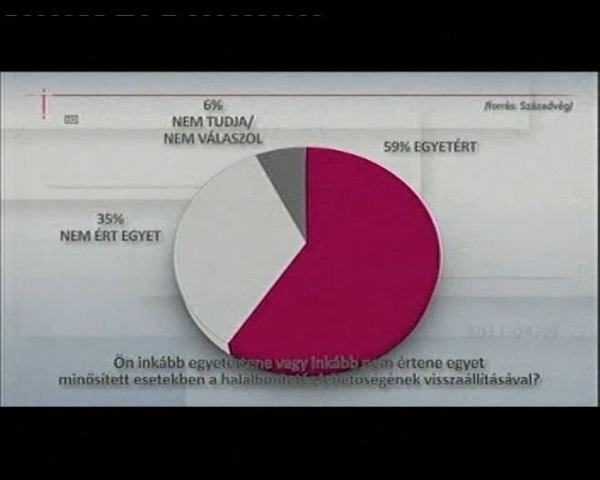 /forrás: Századvég/
6%
NEM TUDJA/
NEM VÁLASZOL
59% EGYETÉRT
35%
NEM ÉRT EGYET
Ön inkább egyetértene vagy inkább nem értene egyet
minősített esetekben a halálbüntetés lehetőségének visszaállításával?